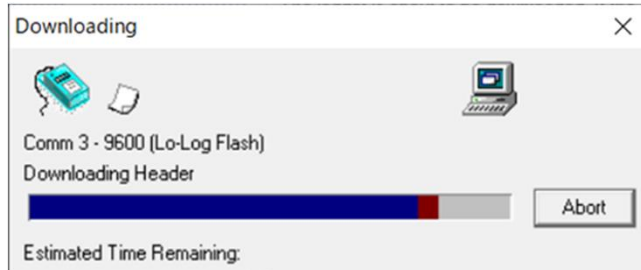 Downloading
Comm 3 - 9600 (Lo-Log Flash)
Downloading Header
Abort
Estimated Time Remaining: